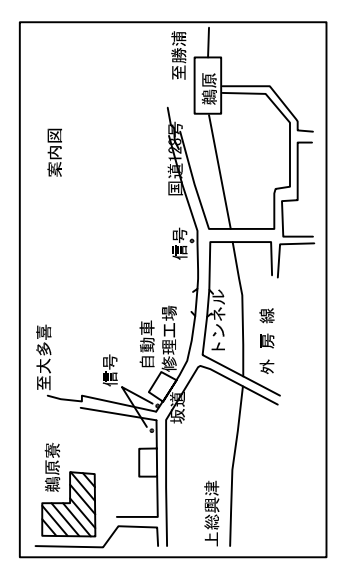 案内図
至大多喜
鵜原寮
信号
自動車
修理工場
坂道
トンネル
信号
国道128号
至勝浦
鵜原
外房線
上総興津